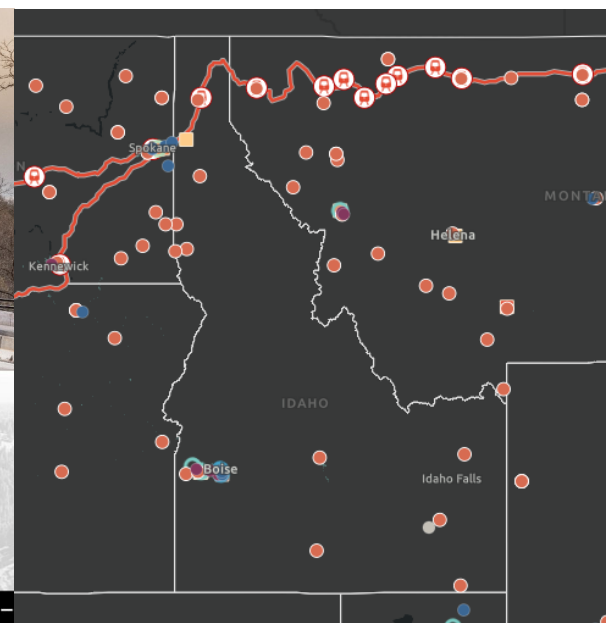 Spokane
N
MONTA
Helena
Kennewick
IDAHO
Boise
Idaho Falls